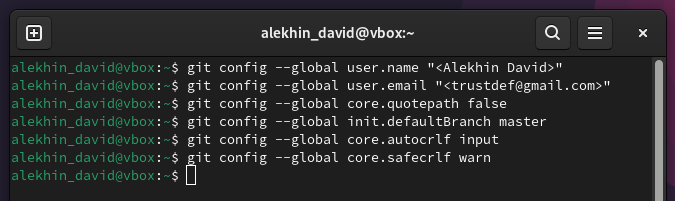 alekhin_david@vbox:~
alekhin_david@vbox:~$ git config --global user.name "<Alekhin David>"
alekhin_david@vbox:~$ git config --global user.email "<trustdef@gmail.com>"
alekhin_david@vbox:~$ git config --global core.quotepath false
alekhin_david@vbox:~$ git config --global init.defaultBranch master
alekhin_david@vbox:~$ git config --global core.autocrlf input
alekhin_david@vbox:~$ git config --global core.safecrlf warn
alekhin_david@vbox:~$